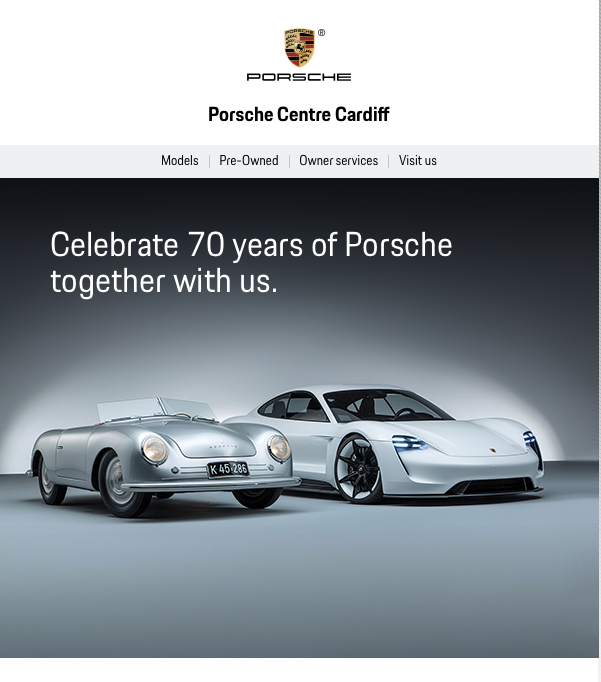 ®
PORSCHE
Porsche Centre Cardiff
Models
Pre-Owned
Owner services
Visit us
Celebrate 70 years of Porsche
together with us.
K 45·286